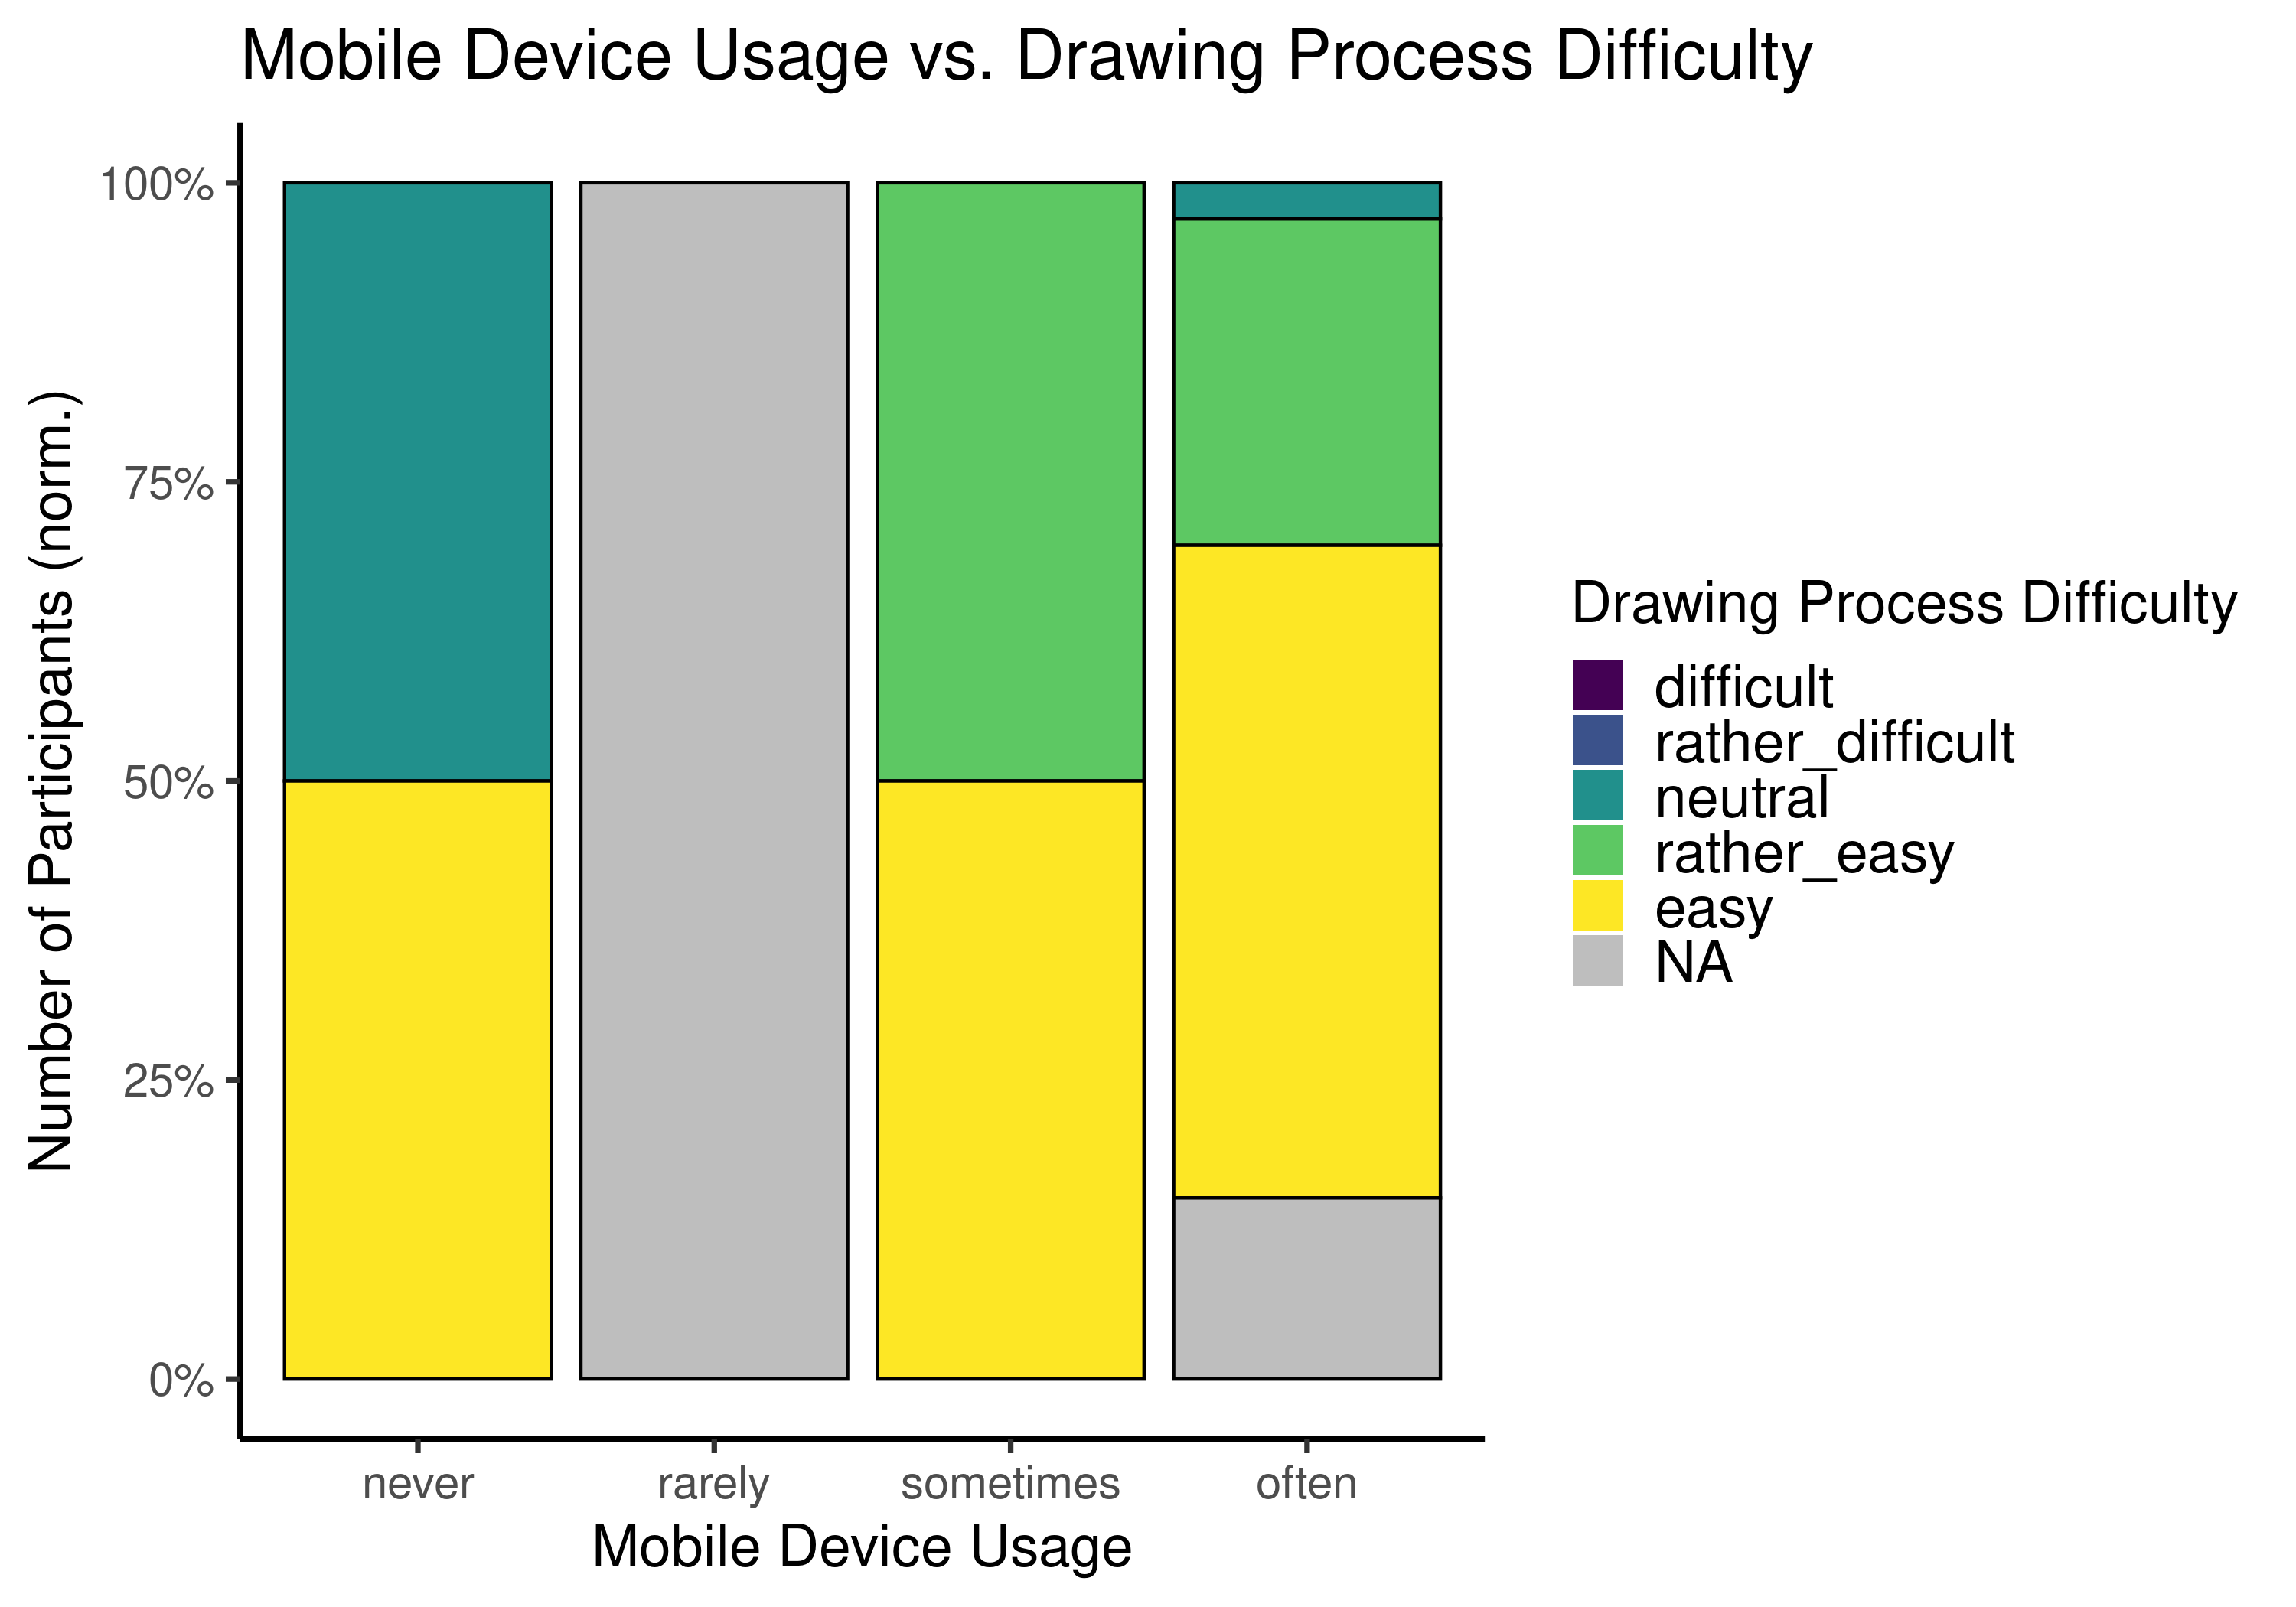 Mobile Device Usage vs. Drawing Process Difficulty
Number of Participants (norm.)
100%
75%
50%
25%
0%
never
rarely
sometimes
often
Mobile Device Usage
Drawing Process Difficulty
difficult
rather_difficult
neutral
rather_easy
easy
NA